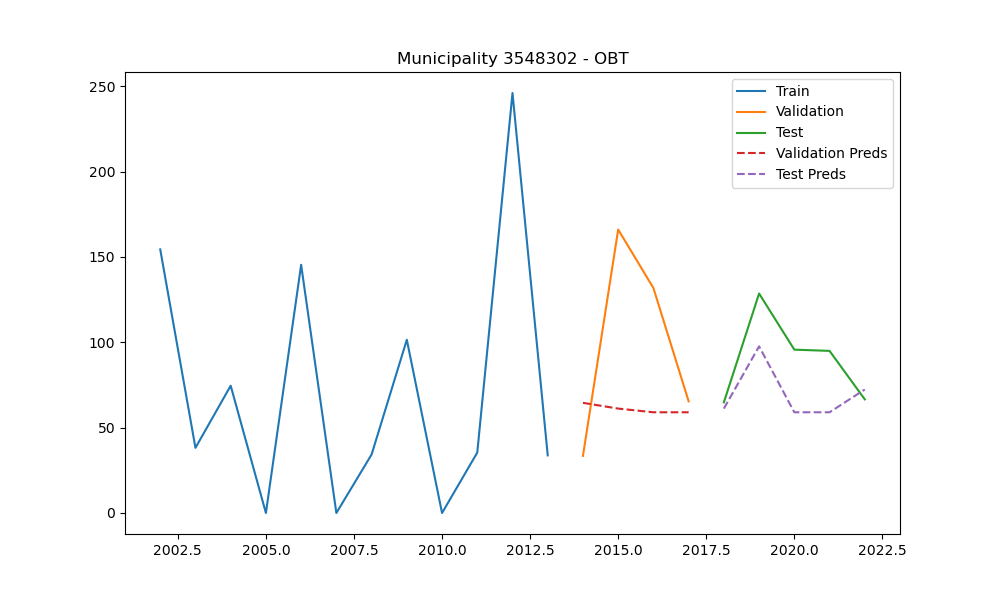 Municipality 3548302 - OBT
250
200
150
100
50
0
2002.5 2005.0 2007.5 2010.0 2012.5 2015.0 2017.5 2020.0 2022.5
Train
Validation
Test
Validation Preds
Test Preds